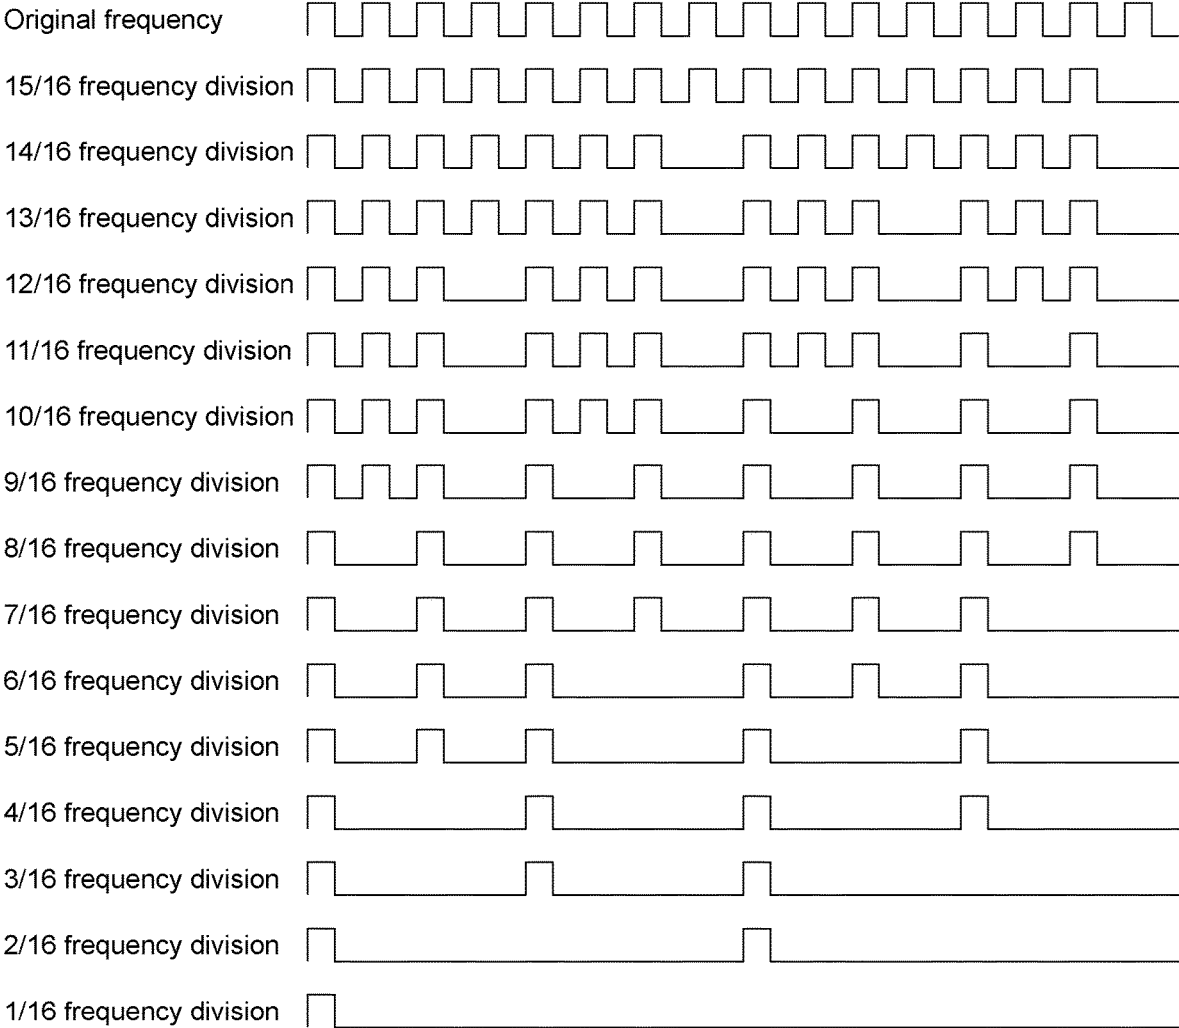 Original frequency
15/16 frequency division
14/16 frequency division
13/16 frequency division
12/16 frequency division
11/16 frequency division
10/16 frequency division
9/16 frequency division
8/16 frequency division
7/16 frequency division
6/16 frequency division
5/16 frequency division
4/16 frequency division
3/16 frequency division
2/16 frequency division
1/16 frequency division